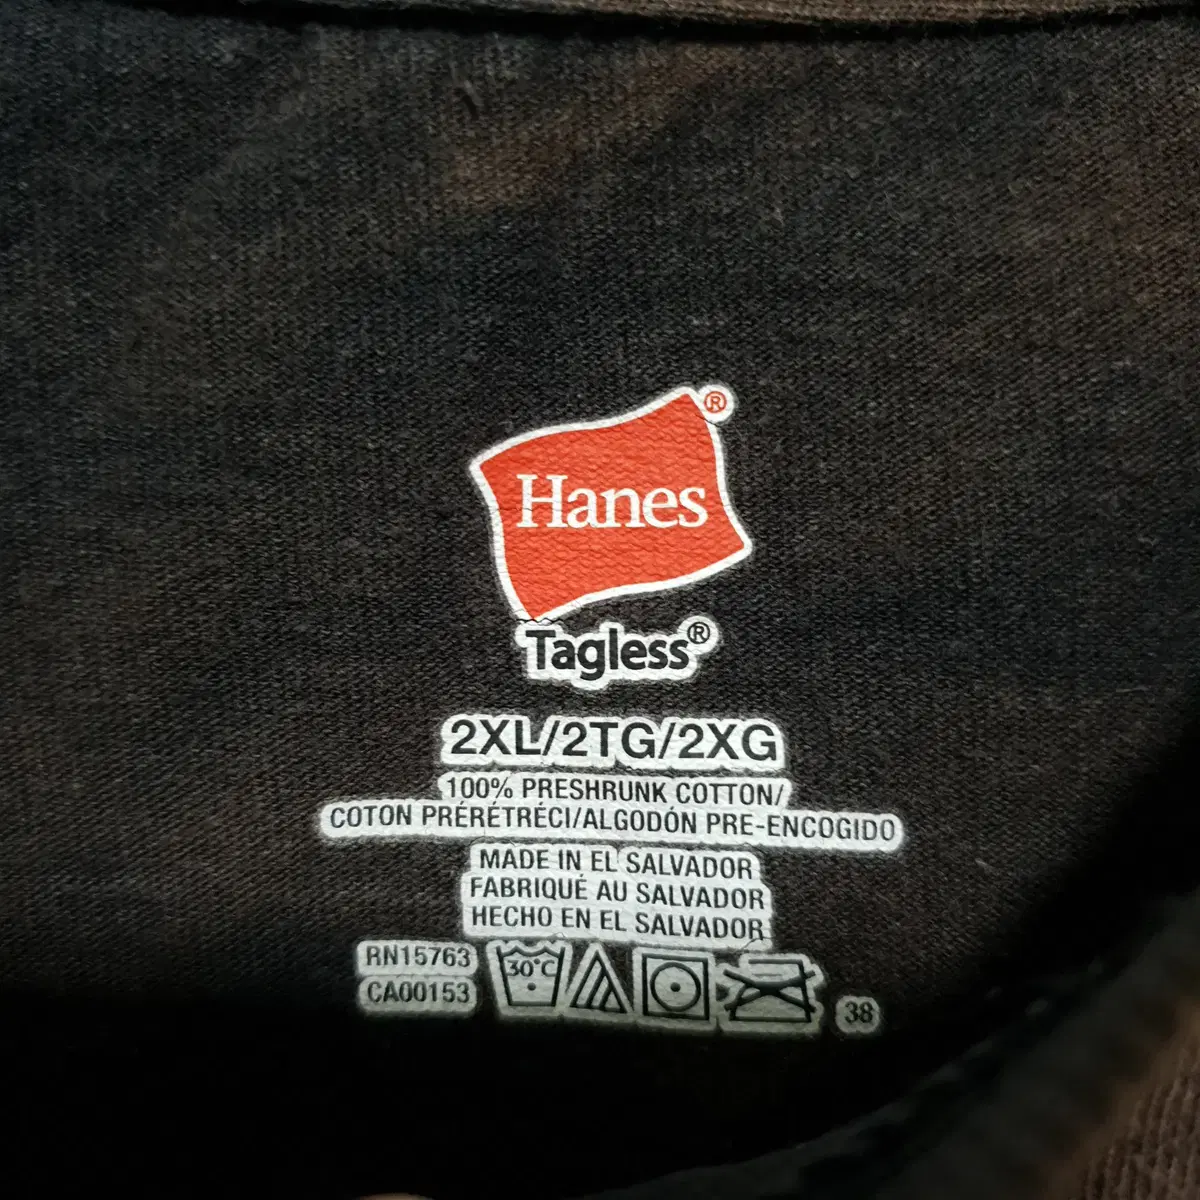 Hanes®
Tagless®
2XL/2TG/2XG
100% PRESHRUNK COTTON/
COTON PRÉRÉTRÉCI/ALGODÓN PRE-ENCOGIDO
MADE IN EL SALVADOR
FABRIQUÉ AU SALVADOR
HECHO EN EL SALVADOR
RN15763
CA00153
30°C
38